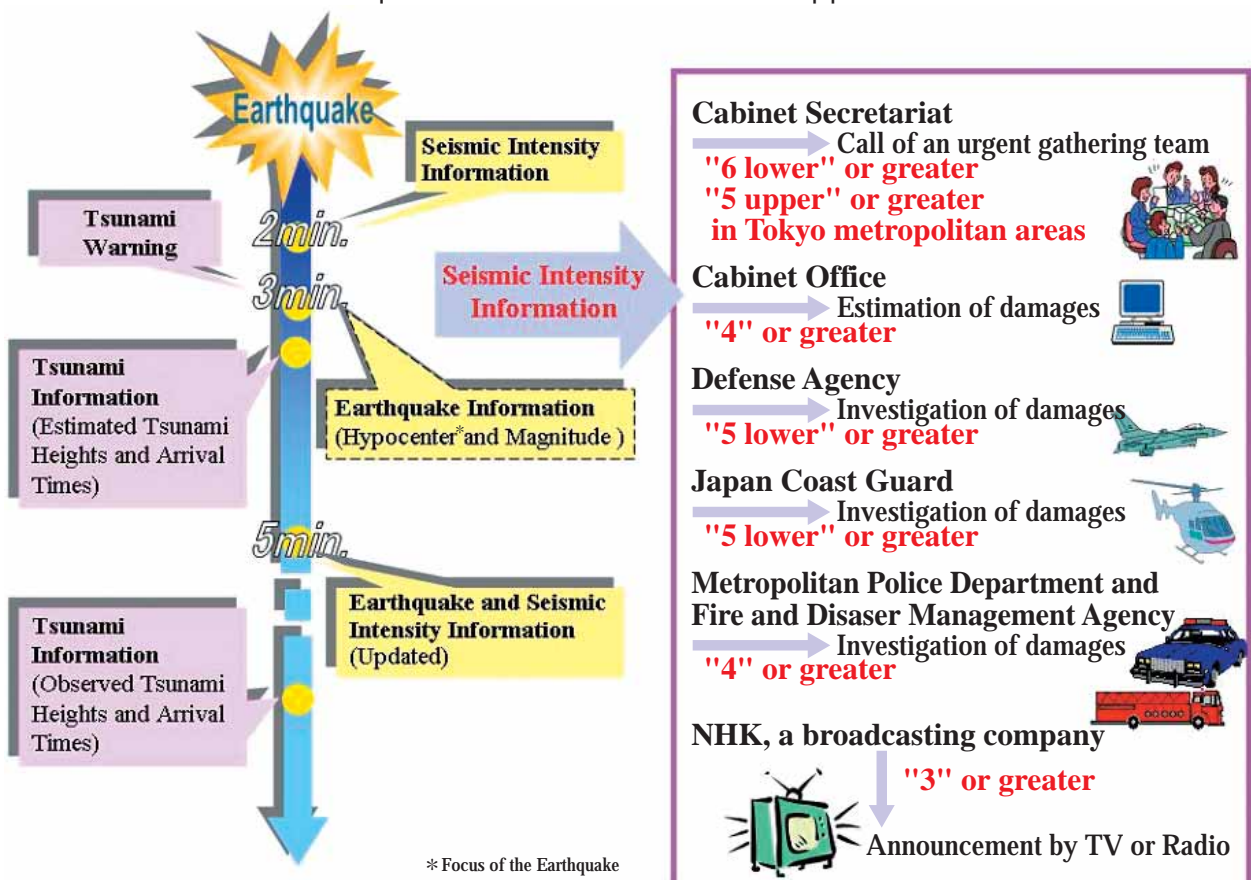 Earthquake
Seismic Intensity
Information
2min.
Tsunami
Warning
3min.
Seismic Intensity
Information
Tsunami
Information
(Estimated Tsunami
Heights and Arrival
Times)
Earthquake Information
(Hypocenter* and Magnitude )
5min.
Earthquake and Seismic
Intensity Information
(Updated)
Tsunami
Information
(Observed Tsunami
Heights and Arrival
Times)
* Focus of the Earthquake
Cabinet Secretariat
Call of an urgent gathering team
"6 lower" or greater
"5 upper" or greater
in Tokyo metropolitan areas
Cabinet Office
Estimation of damages
"4" or greater
Defense Agency
Investigation of damages
"5 lower" or greater
Japan Coast Guard
Investigation of damages
"5 lower" or greater
Metropolitan Police Department and
Fire and Disaser Management Agency
Investigation of damages
"4" or greater
NHK, a broadcasting company
"3" or greater
Announcement by TV or Radio